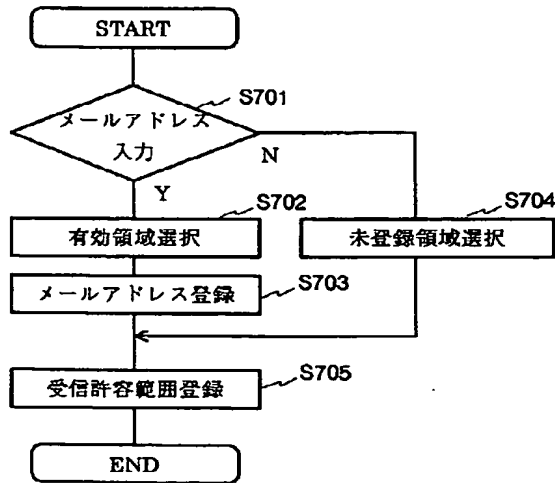 START
S701
メールアドレス
入力
N
Y
S702
有効領域選択
S704
未登録領域選択
S703
メールアドレス登録
S705
受信許容範囲登録
END